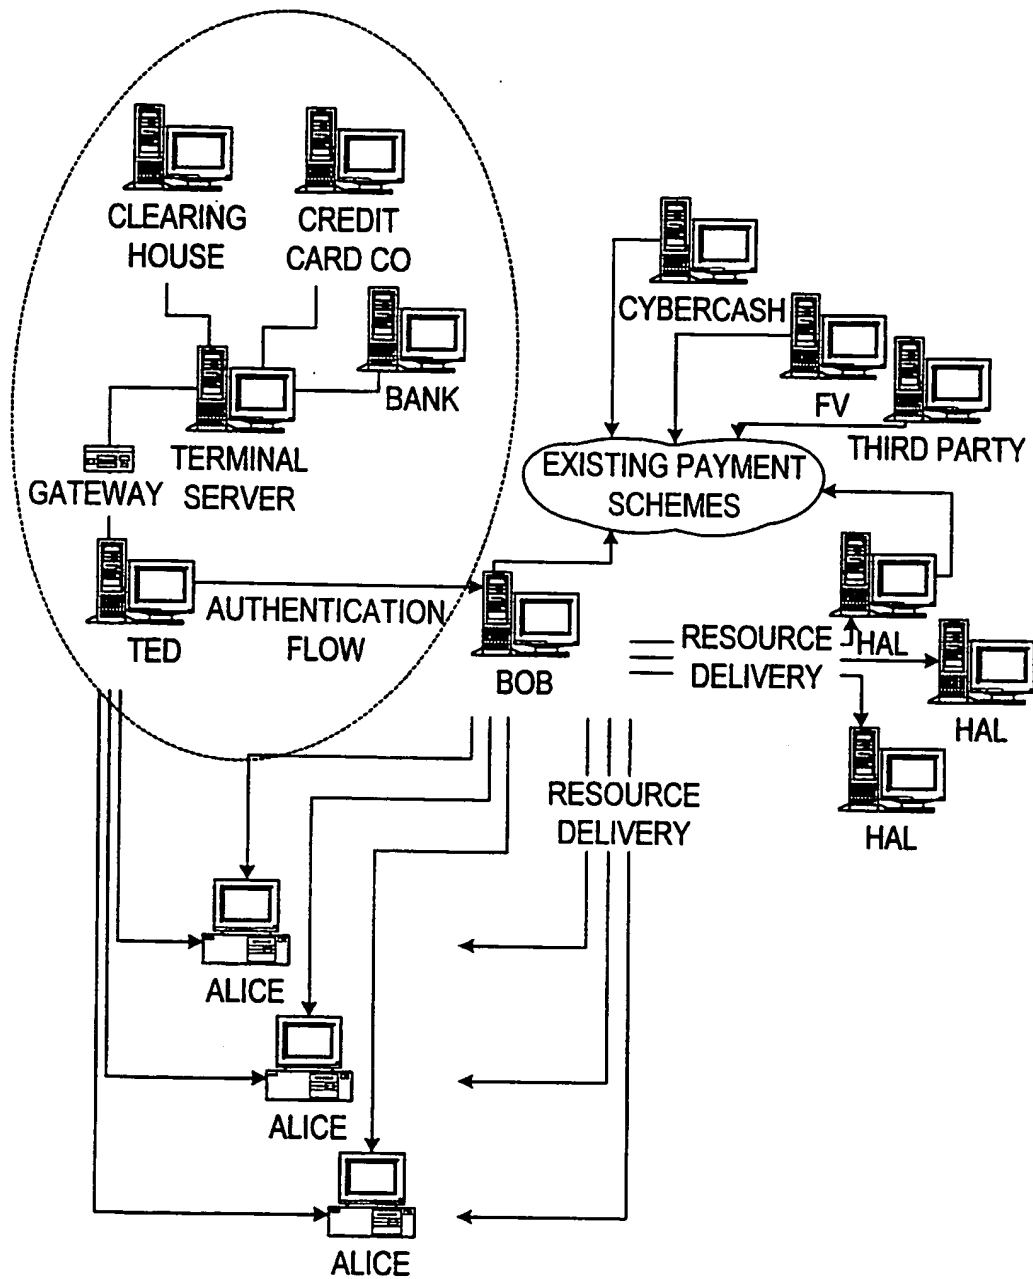 CLEARING
HOUSE
CREDIT
CARD CO
BANK
TERMINAL
SERVER
GATEWAY
TED
AUTHENTICATION
FLOW
BOB
CYBERCASH
FV
THIRD PARTY
EXISTING PAYMENT
SCHEMES
RESOURCE
DELIVERY
HAL
HAL
HAL
RESOURCE
DELIVERY
ALICE
ALICE
ALICE